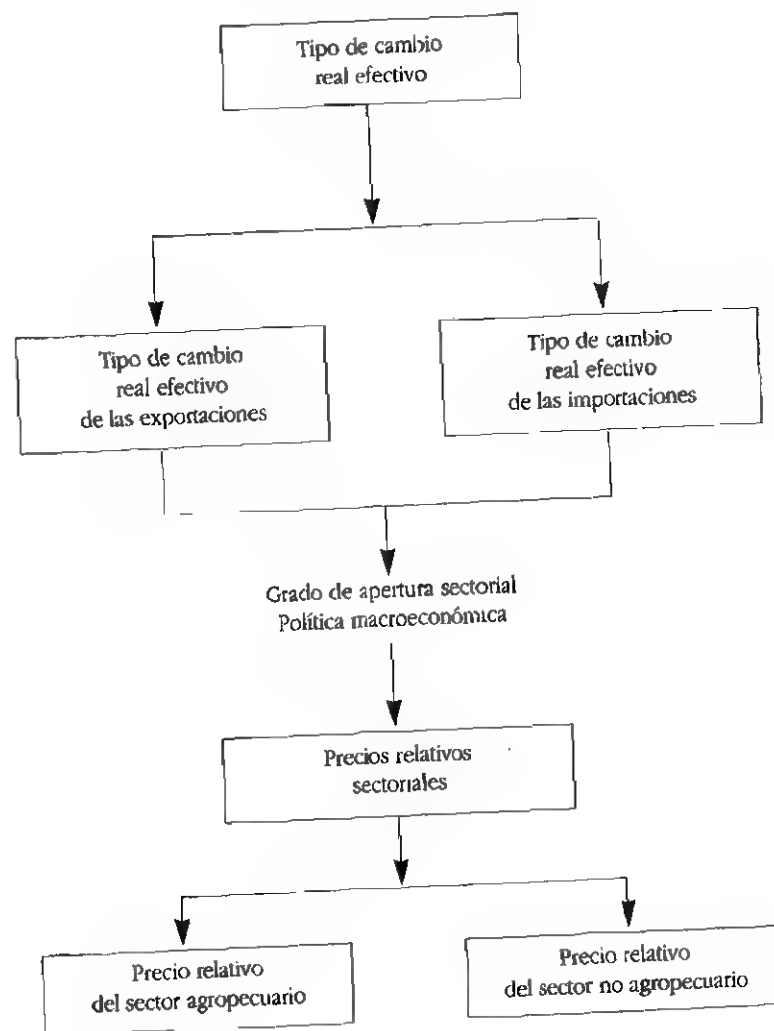 Tipo de cambio
real efectivo
Tipo de cambio
real efectivo
de las exportaciones
Tipo de cambio
real efectivo
de las importaciones
Grado de apertura sectorial
Política macroeconómica
Precios relativos
sectoriales
Precio relativo
del sector agropecuario
Precio relativo
del sector no agropecuario